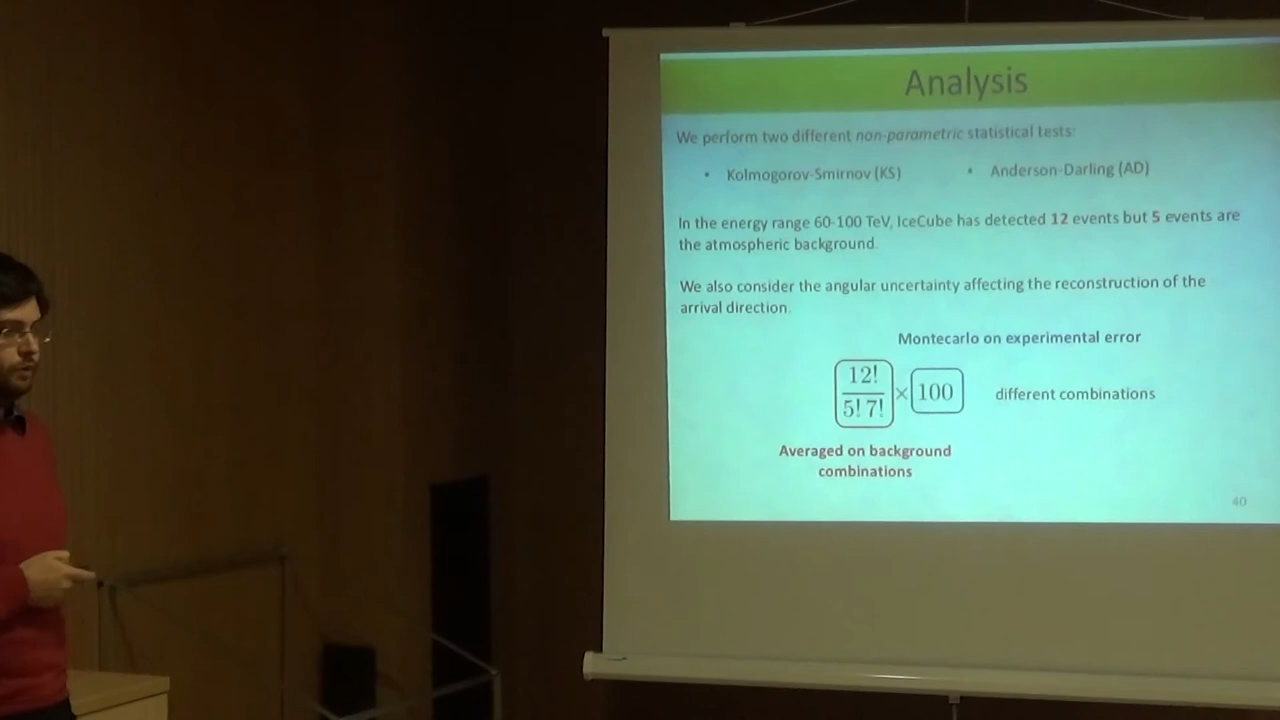 Analysis
We perform two different non-parametric statistical tests:
• Kolmogorov-Smirnov (KS) • Anderson-Darling (AD)
In the energy range 60-100 TeV, IceCube has detected 12 events but 5 events are
the atmospheric background.
We also consider the angular uncertainty affecting the reconstruction of the
arrival direction.
Montecarlo on experimental error
12!
5! 7!
× 100 different combinations
Averaged on background
combinations
40